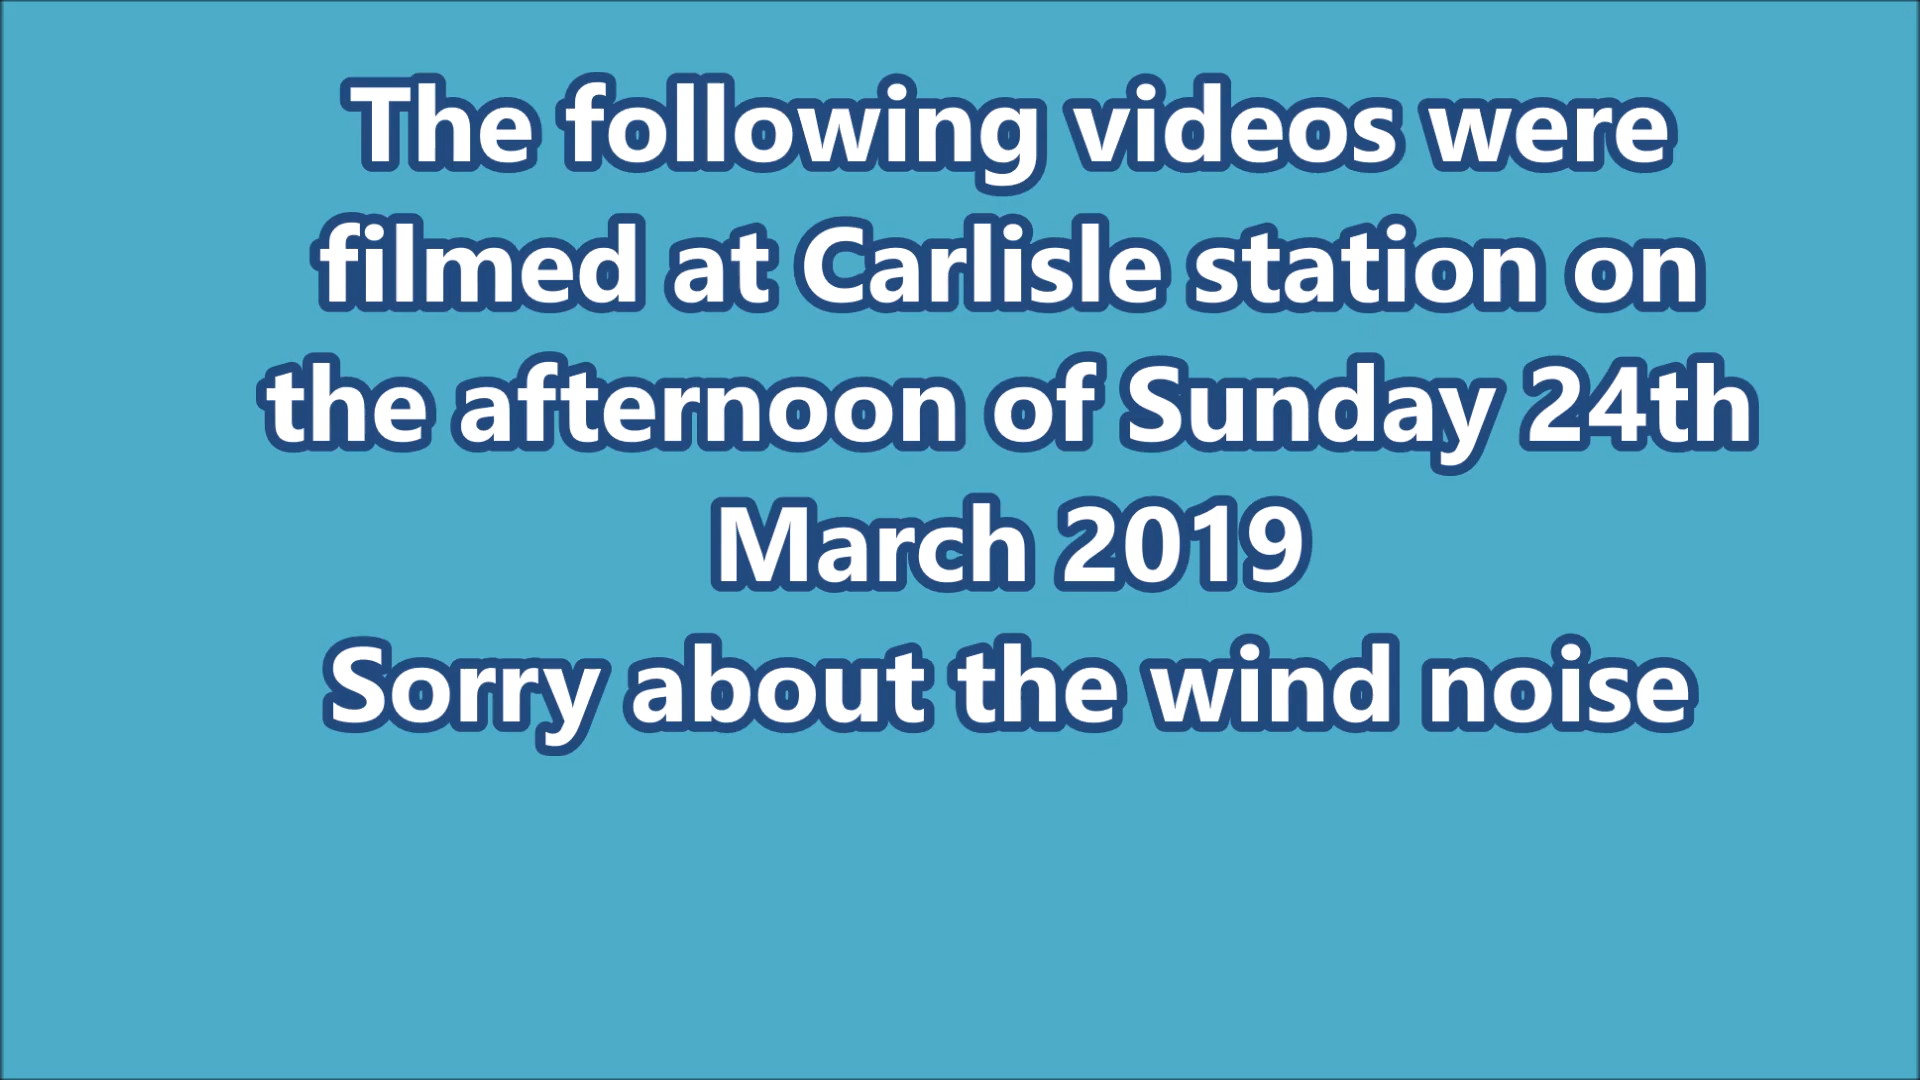 The following videos were
filmed at Carlisle station on
the afternoon of Sunday 24th
March 2019
Sorry about the wind noise